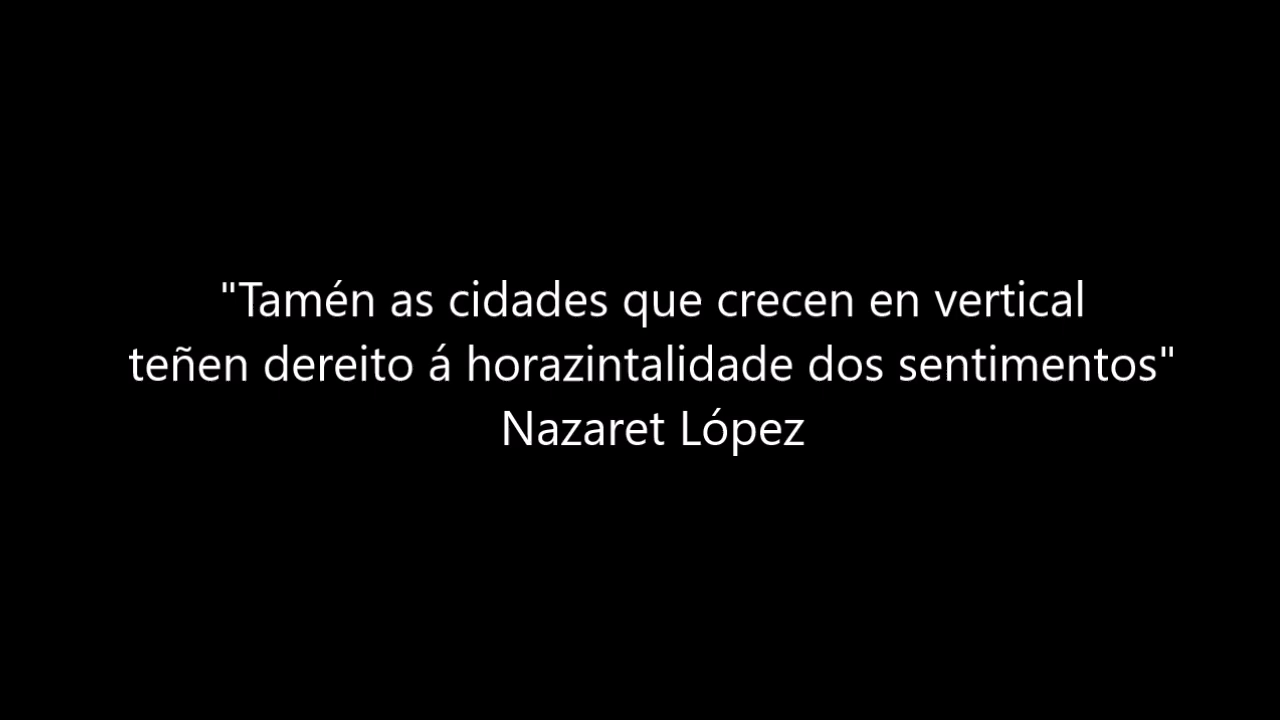 "Tamén as cidades que crecen en vertical
teñen dereito á horazintalidade dos sentimentos"
Nazaret López